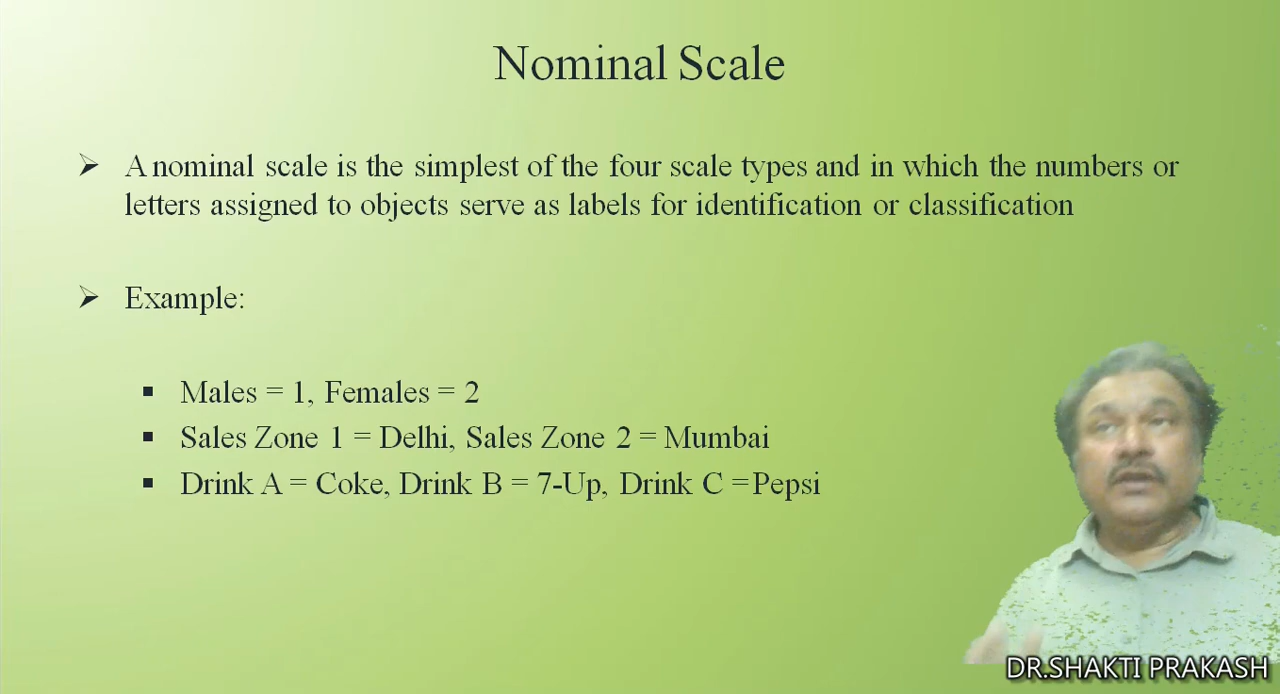 Nominal Scale
➢ A nominal scale is the simplest of the four scale types and in which the numbers or
letters assigned to objects serve as labels for identification or classification
➢ Example:
▪ Males = 1, Females = 2
▪ Sales Zone 1 = Delhi, Sales Zone 2 = Mumbai
▪ Drink A = Coke, Drink B = 7-Up, Drink C =Pepsi
DR.SHAKTI PRAKASH